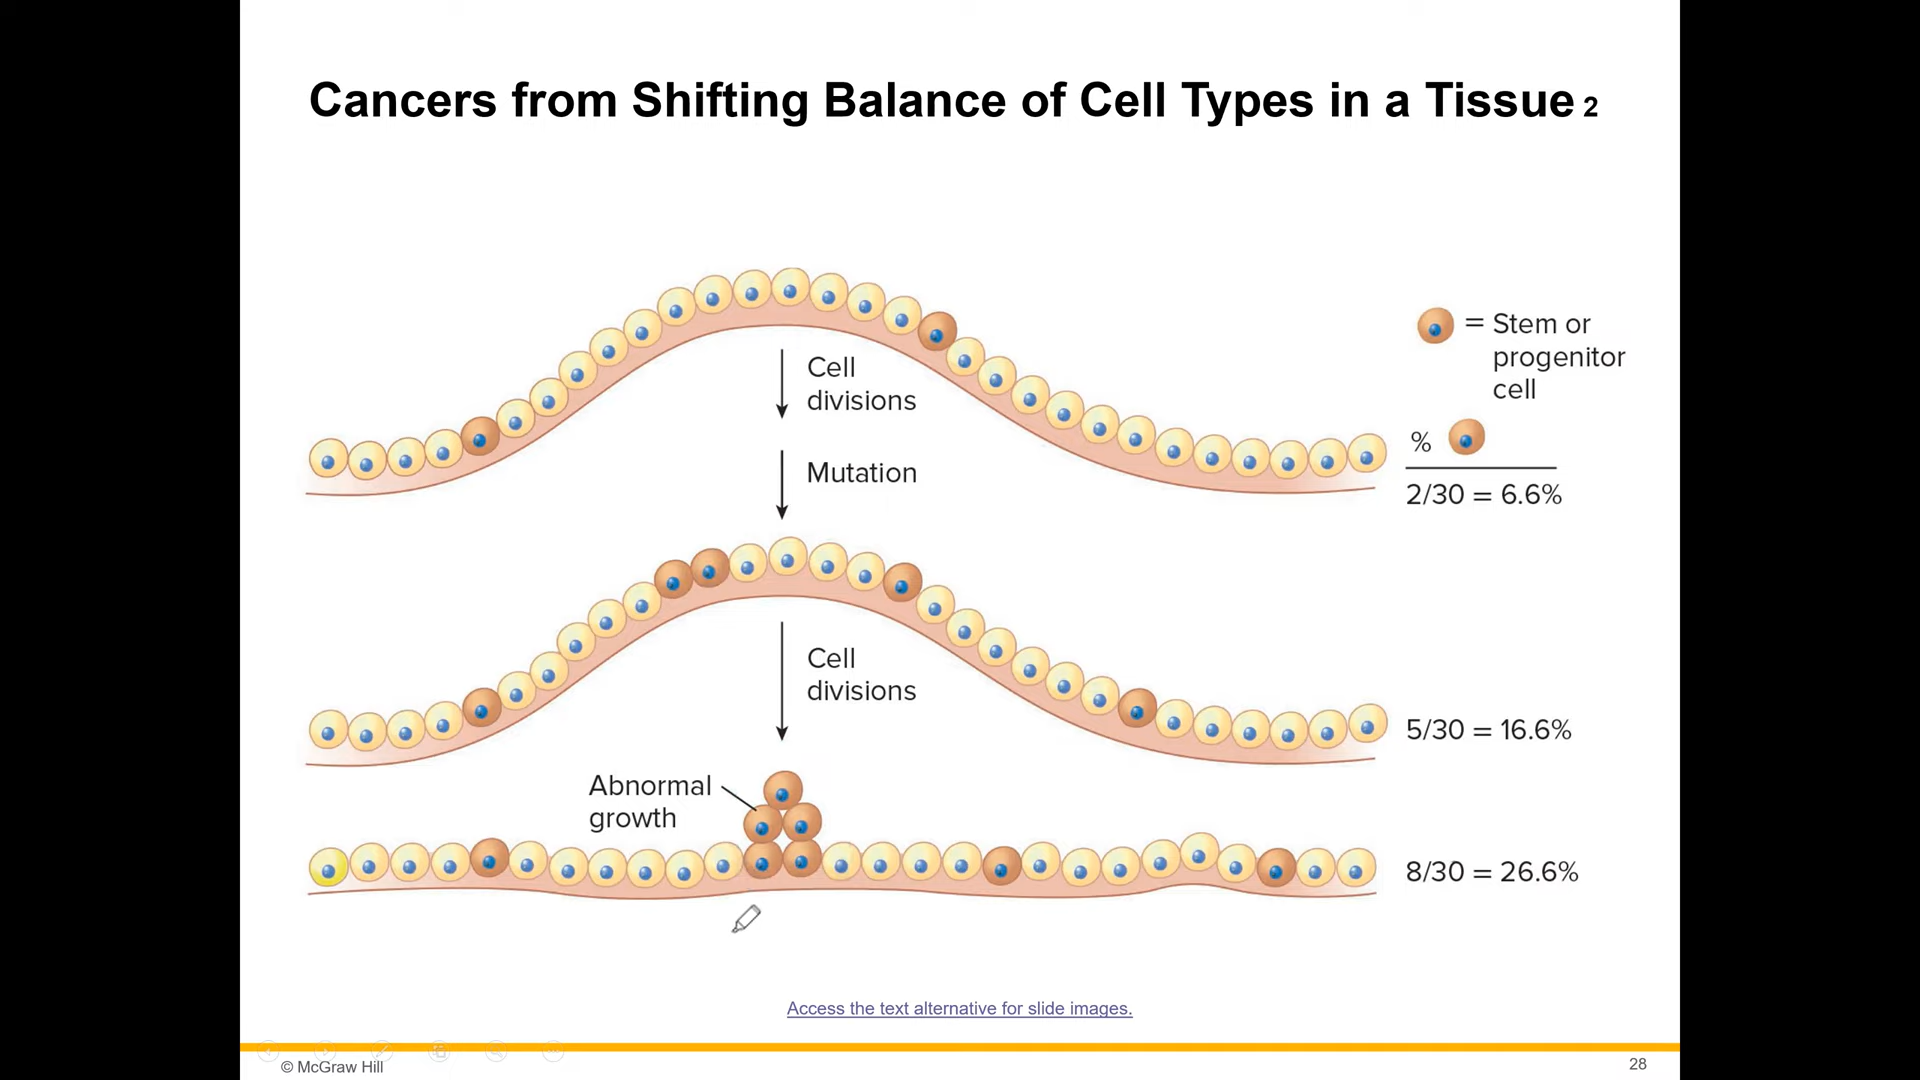 Cancers from Shifting Balance of Cell Types in a Tissue 2
= Stem or
progenitor
cell
Cell
divisions
%
Mutation
2/30 = 6.6%
Cell
divisions
5/30 = 16.6%
Abnormal
growth
8/30 = 26.6%
Access the text alternative for slide images.
© McGraw Hill
28